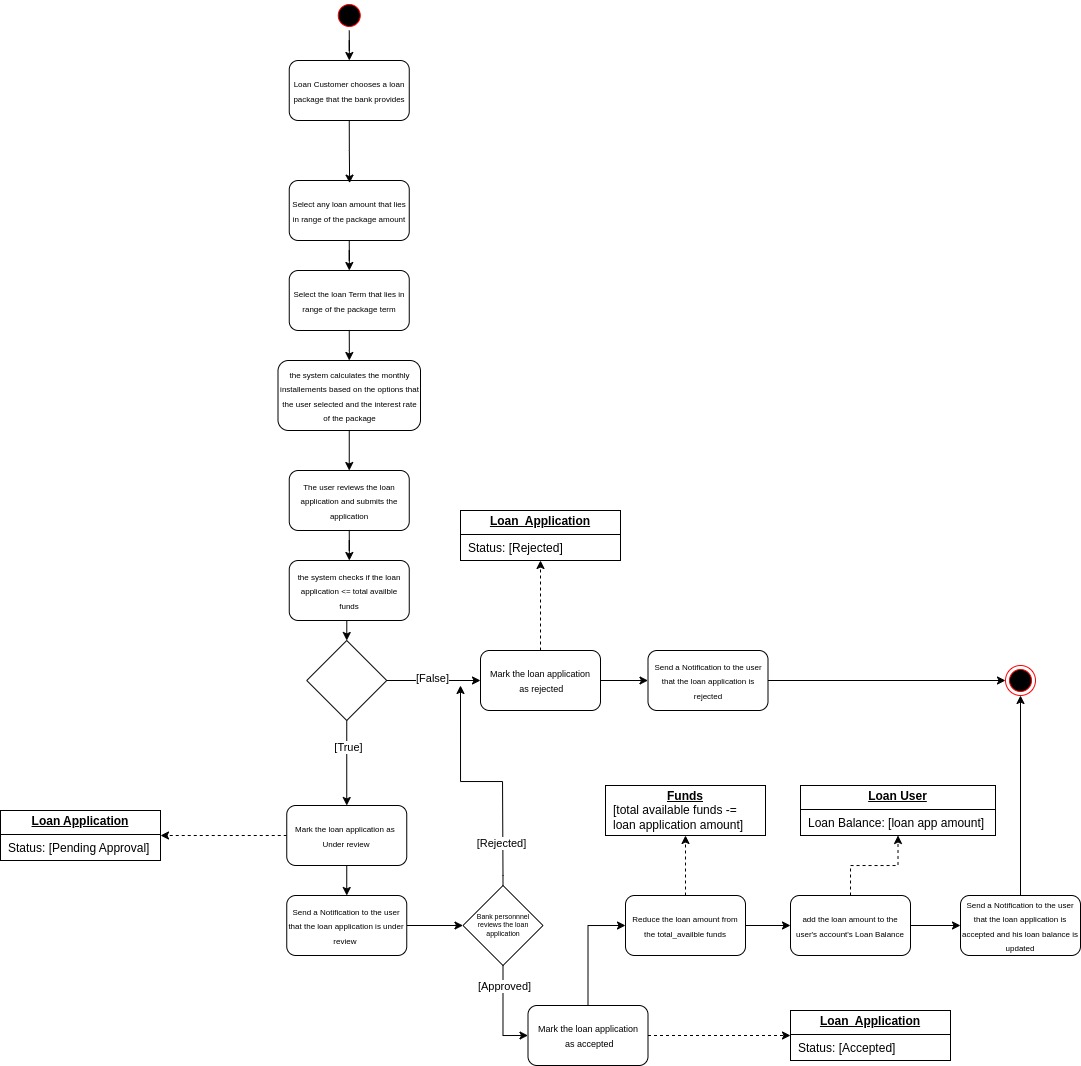 Loan Customer chooses a loan
package that the bank provides
Select any loan amount that lies
in range of the package amount
Select the loan Term that lies in
range of the package term
the system calculates the monthly
installements based on the options that
the user selected and the interest rate
of the package
The user reviews the loan
application and submits the
application
the system checks if the loan
application <= total availble
funds
Loan_Application
Status: [Rejected]
[False]
Mark the loan application
as rejected
Send a Notification to the user
that the loan application is
rejected
[True]
Loan Application
Status: [Pending Approval]
Mark the loan application as
Under review
Send a Notification to the user
that the loan application is under
review
[Rejected]
Bank personnnel
reviews the loan
application
[Approved]
Mark the loan application
as accepted
Loan_Application
Status: [Accepted]
Funds
[total available funds -=
loan application amount]
Reduce the loan amount from
the total_availble funds
Loan User
Loan Balance: [loan app amount]
add the loan amount to the
user's account's Loan Balance
Send a Notification to the user
that the loan application is
accepted and his loan balance is
updated